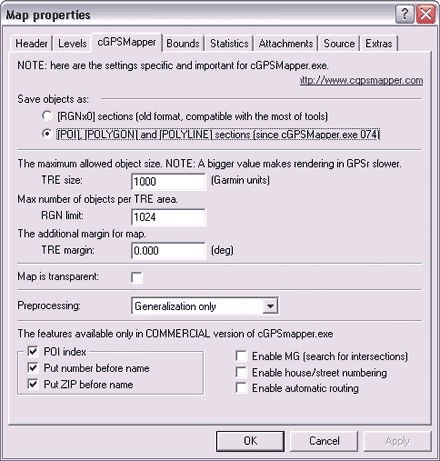 Map properties
Header Levels cGPSMapper Bounds Statistics Attachments Source Extras
NOTE: here are the settings specific and important for cGPSMapper.exe.
ttp://www.cgpsmapper.com
Save objects as:
[RGNx0] sections (old format, compatible with the most of tools)
[POI], [POLYGON] and [POLYLINE] sections (since cGPSMapper.exe 074)
The maximum allowed object size. NOTE: A bigger value makes rendering in GPSr slower.
TRE size: 1000 (Garmin units)
Max number of objects per TRE area.
RGN limit: 1024
The additional margin for map.
TRE margin: 0.000 (deg)
Map is transparent:
Preprocessing: Generalization only
The features available only in COMMERCIAL version of cGPSmapper.exe
POI index
Put number before name
Put ZIP before name
Enable MG (search for intersections)
Enable house/street numbering
Enable automatic routing
OK Cancel Apply